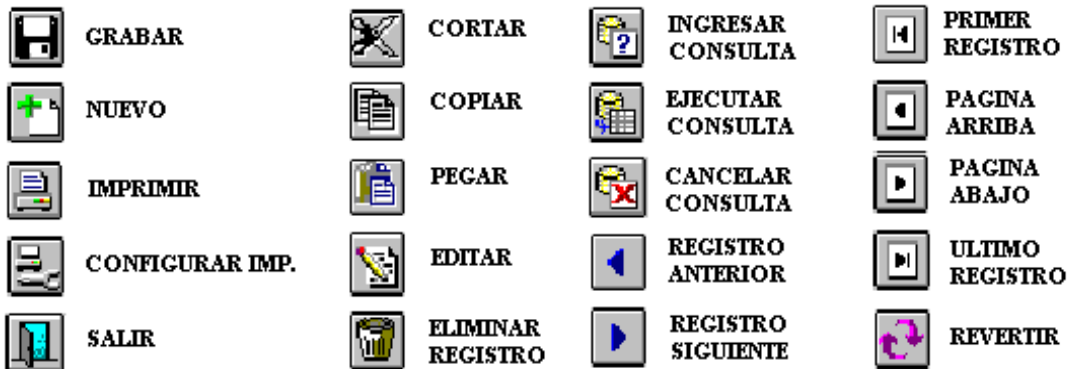 GRABAR
NUEVO
IMPRIMIR
CONFIGURAR IMP.
SALIR
CORTAR
COPIAR
PEGAR
EDITAR
ELIMINAR
REGISTRO
INGRESAR
CONSULTA
EJECUTAR
CONSULTA
CANCELAR
CONSULTA
REGISTRO
ANTERIOR
REGISTRO
SIGUIENTE
PRIMER
REGISTRO
PAGINA
ARRIBA
PAGINA
ABAJO
ULTIMO
REGISTRO
REVERTIR